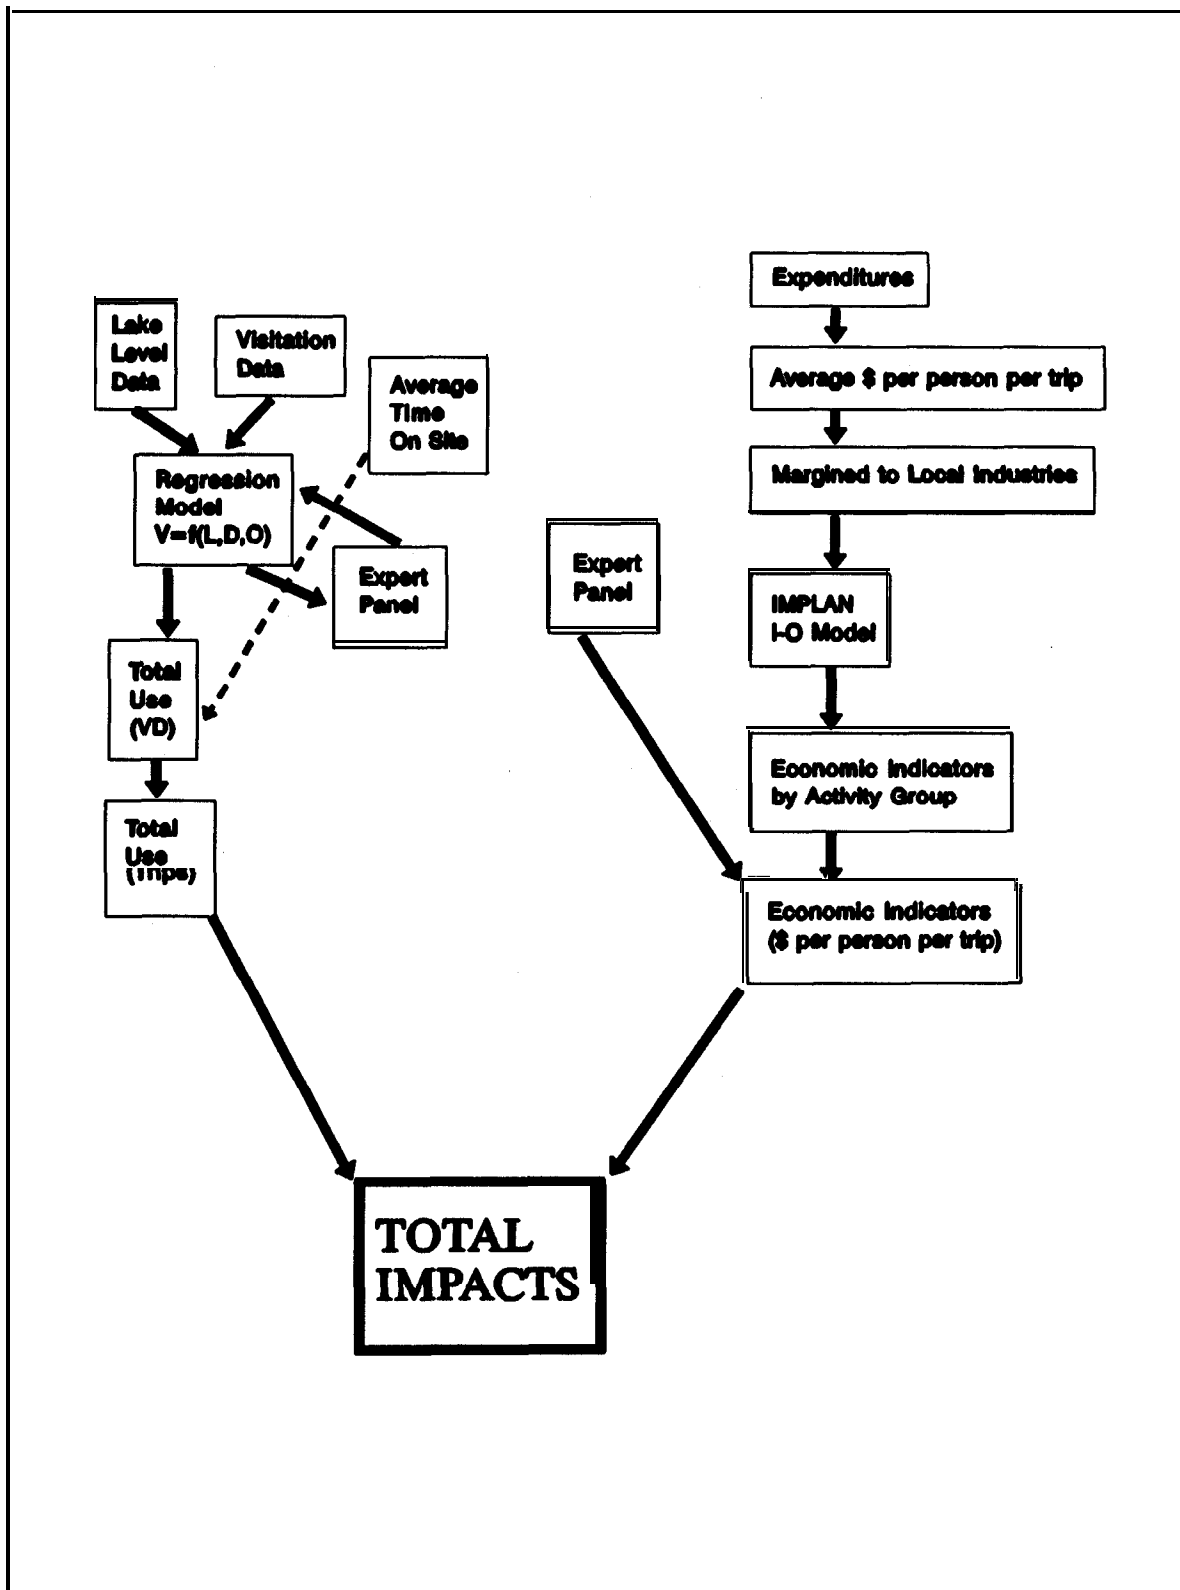 Expenditures
Lake
Level
Data
Visitation
Data
Average
Time
On Site
Average $ per person per trip
Regression
Model
V=f(L,D,O)
Margined to Local Industries
Expert
Panel
Expert
Panel
IMPLAN
I-O Model
Total
Use
(VD)
Economic Indicators
by Activity Group
Total
Use
(Trips)
Economic Indicators
($ per person per trip)
TOTAL
IMPACTS